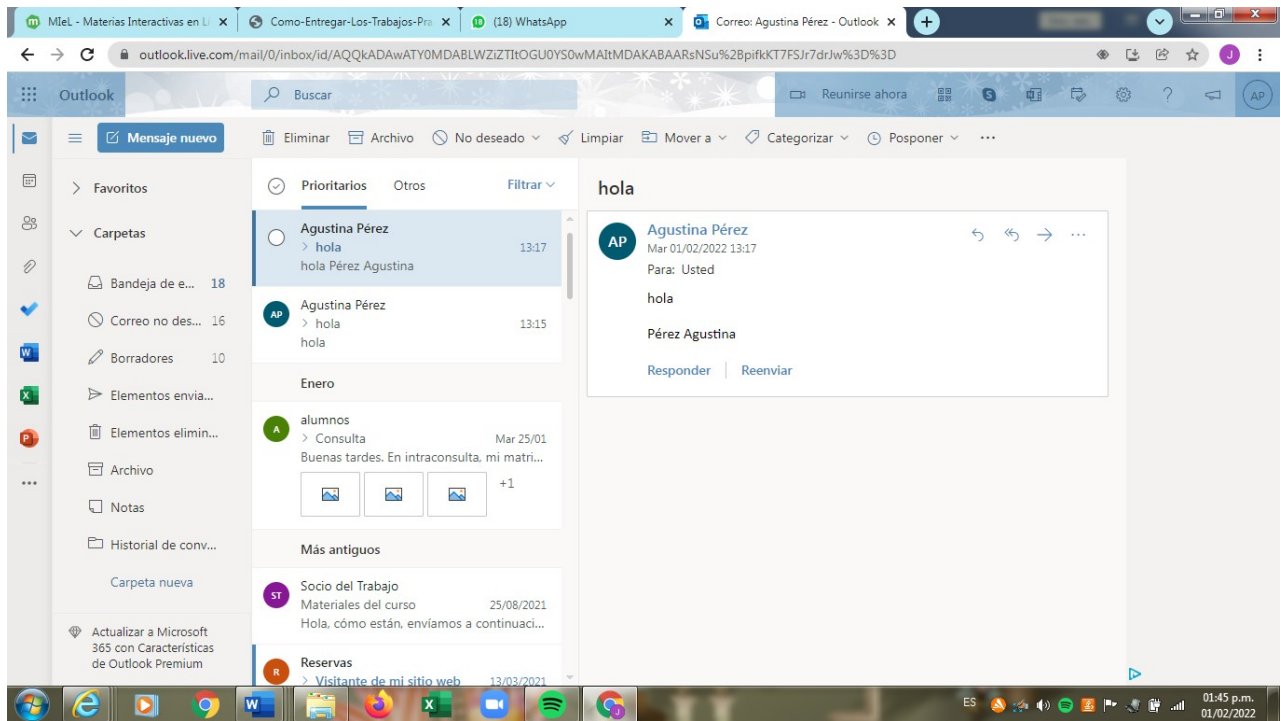 MIeL - Materias Interactivas en Lí
Como-Entregar-Los-Trabajos-Pra
(18) WhatsApp
Correo: Agustina Pérez - Outlook
outlook.live.com/mail/0/inbox/id/AQQkADAwATY0MDABLWZiZTItOGU0YS0wMAItMDAKABAARsNSu%2BpifkKT7FSJr7drJw%3D%3D
J
Outlook
Buscar
Reunirse ahora
AP
Mensaje nuevo
Eliminar Archivo No deseado Limpiar Mover a Categorizar Posponer
Favoritos
Carpetas
Bandeja de e... 18
Correo no des... 16
Borradores 10
Elementos envia...
Elementos elimin...
Archivo
Notas
Historial de conv...
Carpeta nueva
Actualizar a Microsoft
365 con Características
de Outlook Premium
Prioritarios Otros Filtrar
Agustina Pérez
> hola 13:17
hola Pérez Agustina
AP
Agustina Pérez
> hola 13:15
hola
Enero
A
alumnos
> Consulta Mar 25/01
Buenas tardes. En intraconsulta, mi matri...
+1
Más antiguos
ST
Socio del Trabajo
Materiales del curso 25/08/2021
Hola, cómo están, envíamos a continuaci...
R
Reservas
> Visitante de mi sitio web 13/03/2021
hola
AP
Agustina Pérez
Mar 01/02/2022 13:17
Para: Usted
hola
Pérez Agustina
Responder Reenviar
ES
01:45 p.m.
01/02/2022